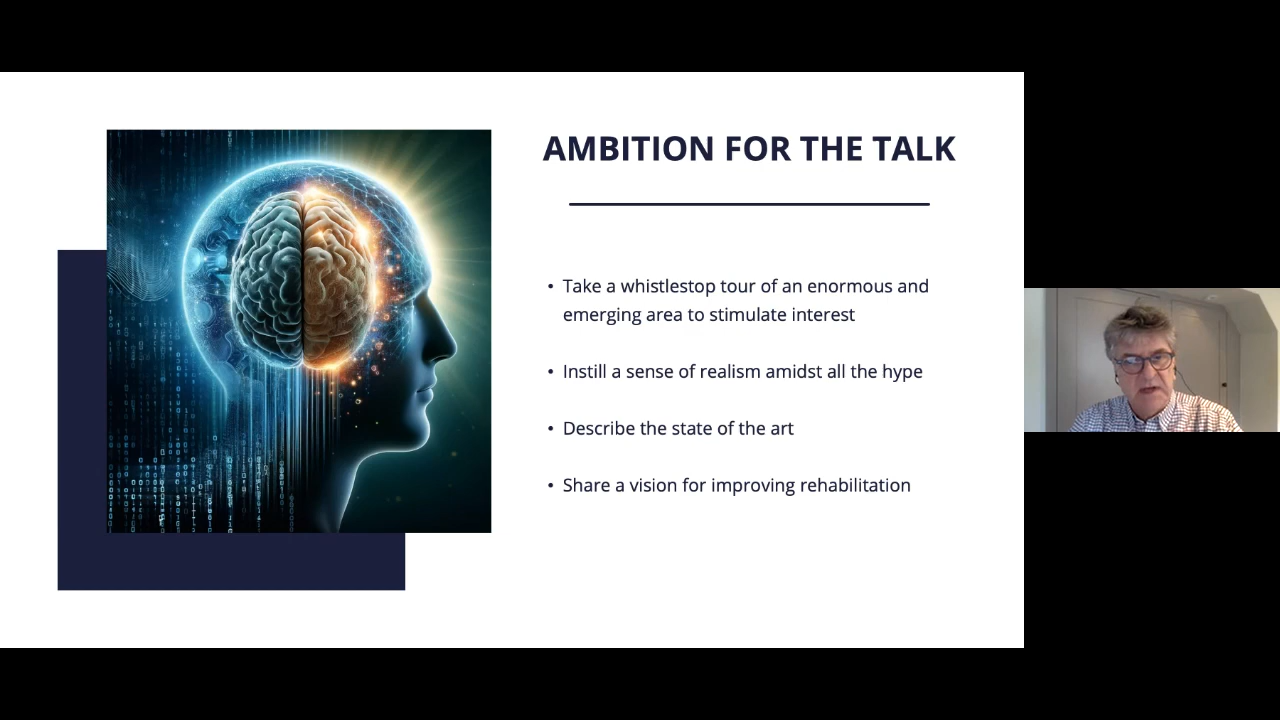 AMBITION FOR THE TALK
• Take a whistlestop tour of an enormous and
emerging area to stimulate interest
• Instill a sense of realism amidst all the hype
• Describe the state of the art
• Share a vision for improving rehabilitation